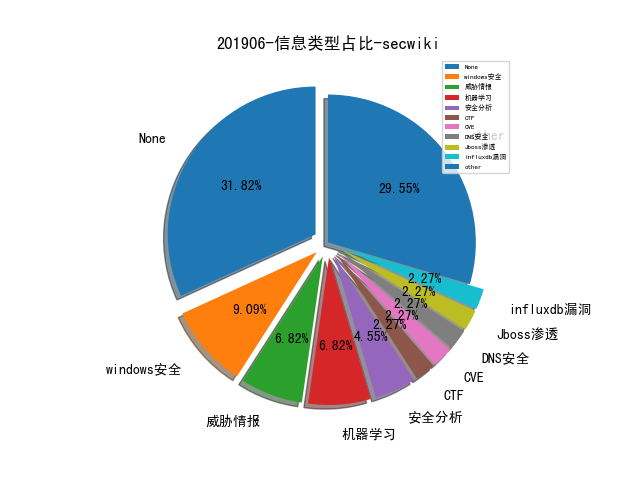 201906-信息类型占比-secwiki
None
windows安全
威胁情报
机器学习
安全分析
CTF
CVE
DNS安全
Jboss渗透
influxdb漏洞
other
other
None
31.82%
29.55%
9.09%
6.82%
6.82%
4.55%
2.27%
2.27%
2.27%
2.27%
2.27%
influxdb漏洞
Jboss渗透
DNS安全
CVE
CTF
安全分析
机器学习
威胁情报
windows安全